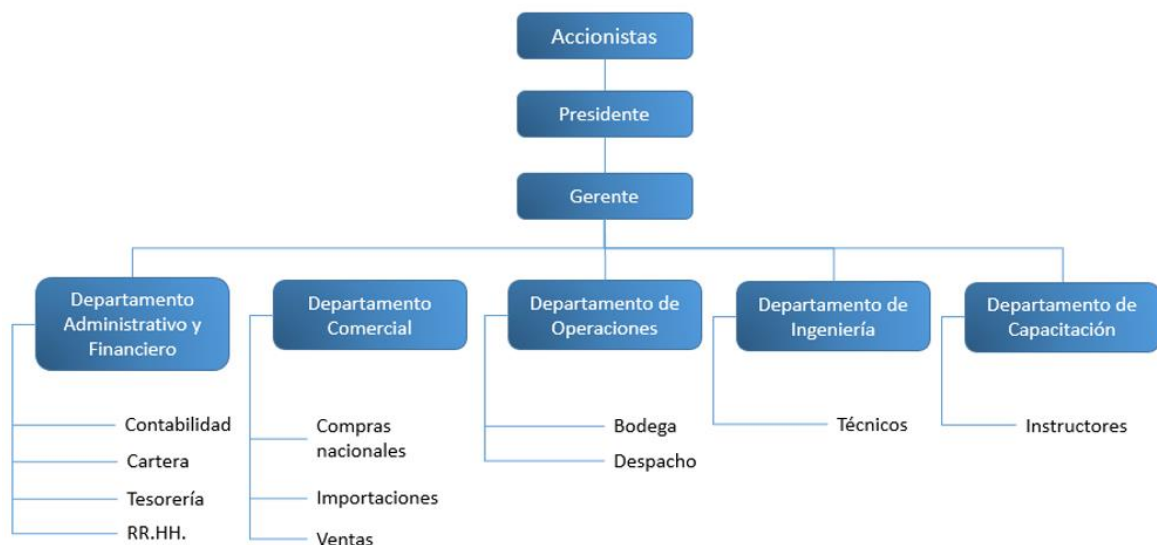 Accionistas
Presidente
Gerente
Departamento
Administrativo y
Financiero
Contabilidad
Cartera
Tesorería
RR.HH.
Departamento
Comercial
Compras
nacionales
Importaciones
Ventas
Departamento de
Operaciones
Bodega
Despacho
Departamento de
Ingeniería
Técnicos
Departamento de
Capacitación
Instructores